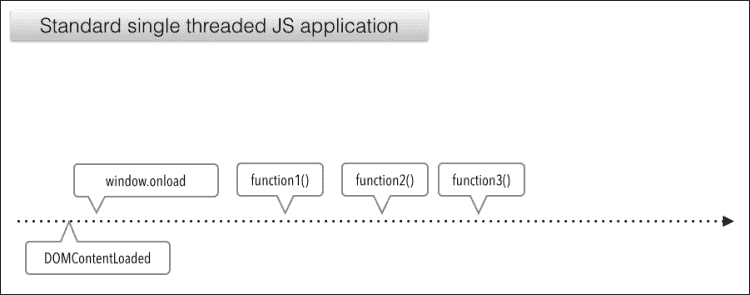 Standard single threaded JS application
window.onload
function1()
function2()
function3()
DOMContentLoaded